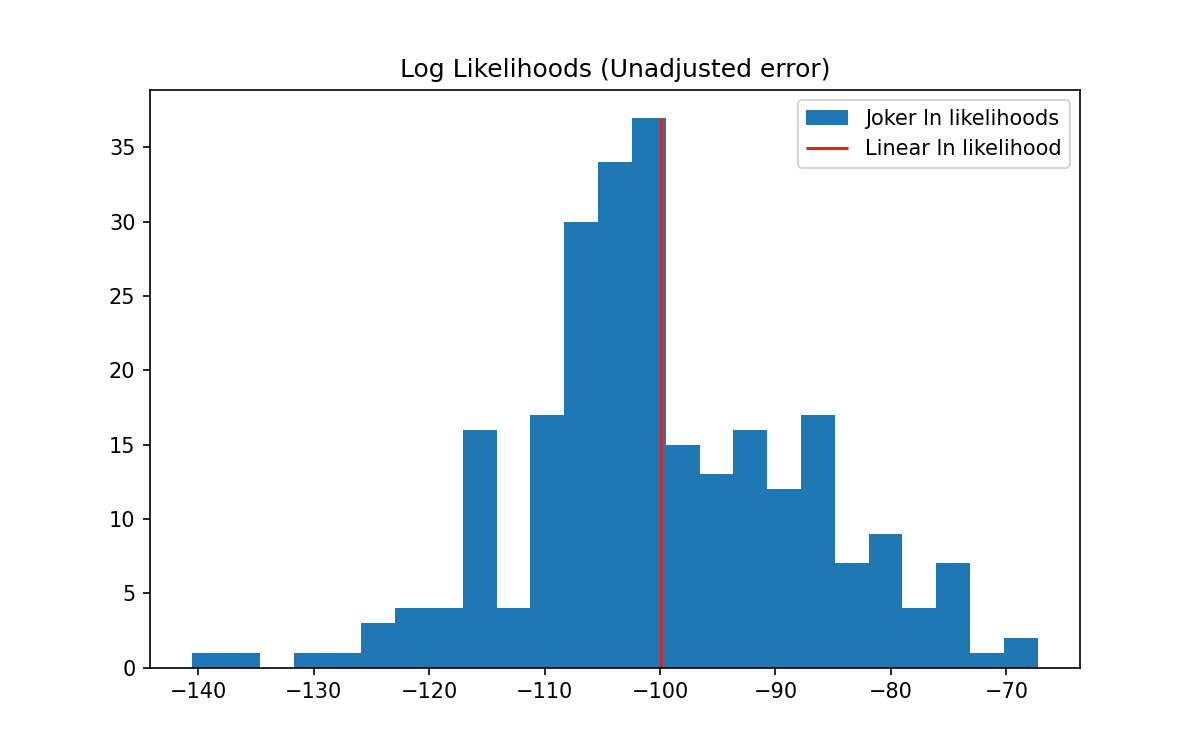 Log Likelihoods (Unadjusted error)
Joker ln likelihoods
Linear ln likelihood
35
30
25
20
15
10
5
0
−140 −130 −120 −110 −100 −90 −80 −70